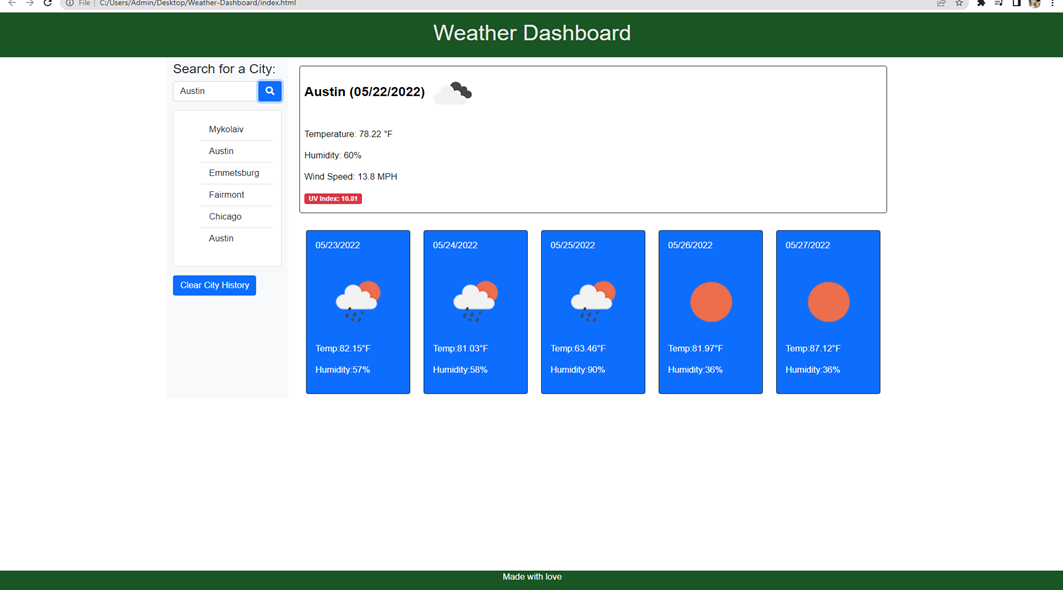 File | C:/Users/Admin/Desktop/Weather-Dashboard/index.html
Weather Dashboard
Search for a City:
Austin
Mykolaiv
Austin
Emmetsburg
Fairmont
Chicago
Austin
Clear City History
Austin (05/22/2022)
Temperature: 78.22 °F
Humidity: 60%
Wind Speed: 13.8 MPH
UV Index: 10.81
05/23/2022
Temp:82.15°F
Humidity:57%
05/24/2022
Temp:81.03°F
Humidity:58%
05/25/2022
Temp:63.46°F
Humidity:90%
05/26/2022
Temp:81.97°F
Humidity:36%
05/27/2022
Temp:87.12°F
Humidity:36%
Made with love